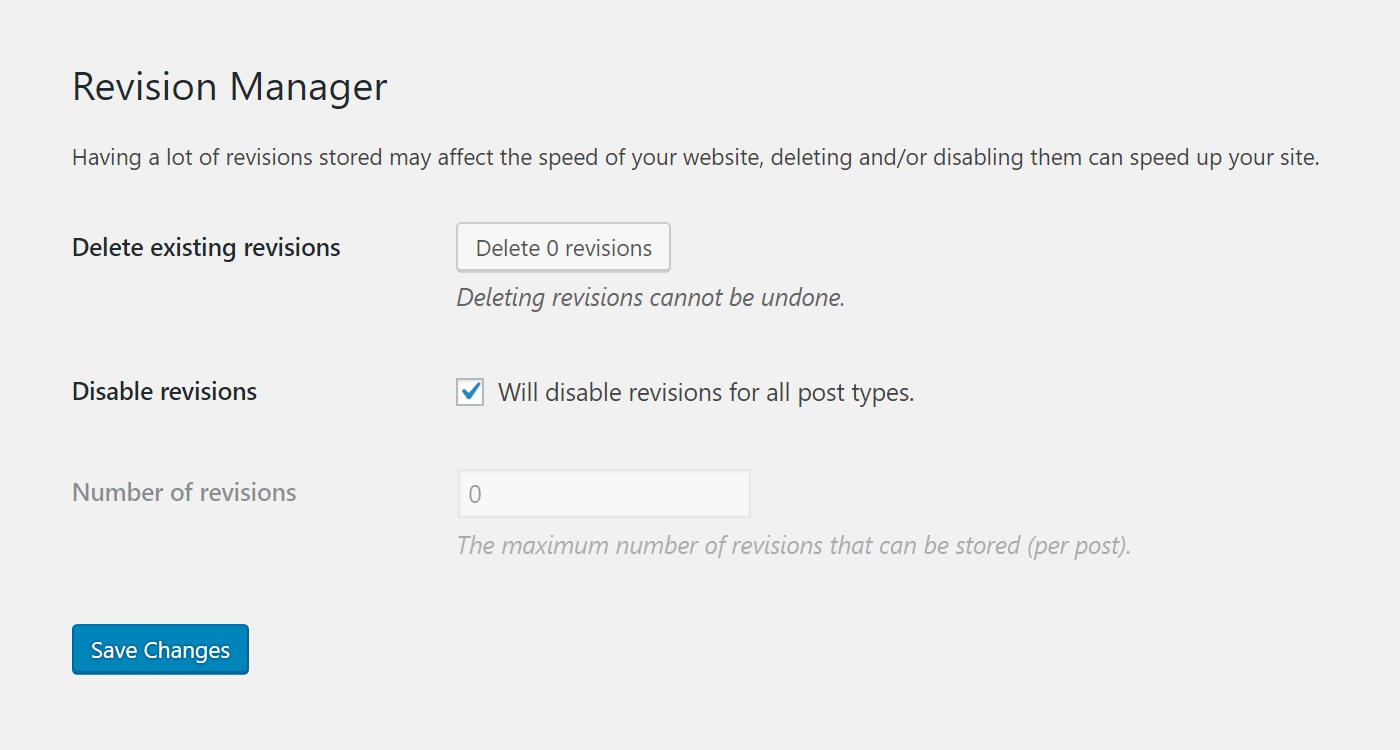 Revision Manager
Having a lot of revisions stored may affect the speed of your website, deleting and/or disabling them can speed up your site.
Delete existing revisions
Delete 0 revisions
Deleting revisions cannot be undone.
Disable revisions
Will disable revisions for all post types.
Number of revisions
0
The maximum number of revisions that can be stored (per post).
Save Changes